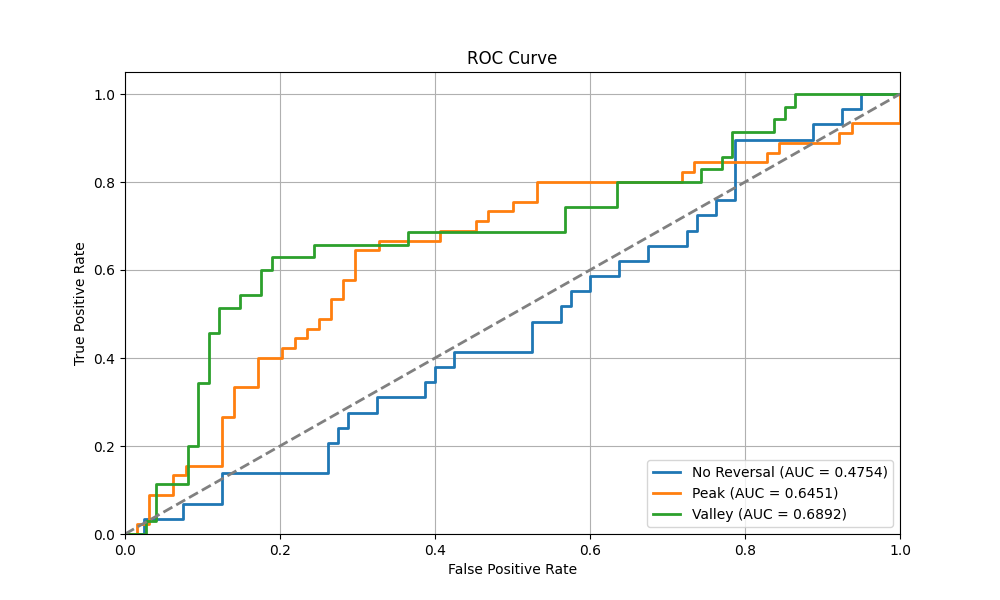 ROC Curve
True Positive Rate
1.0
0.8
0.6
0.4
0.2
0.0
0.0 0.2 0.4 0.6 0.8 1.0
False Positive Rate
No Reversal (AUC = 0.4754)
Peak (AUC = 0.6451)
Valley (AUC = 0.6892)